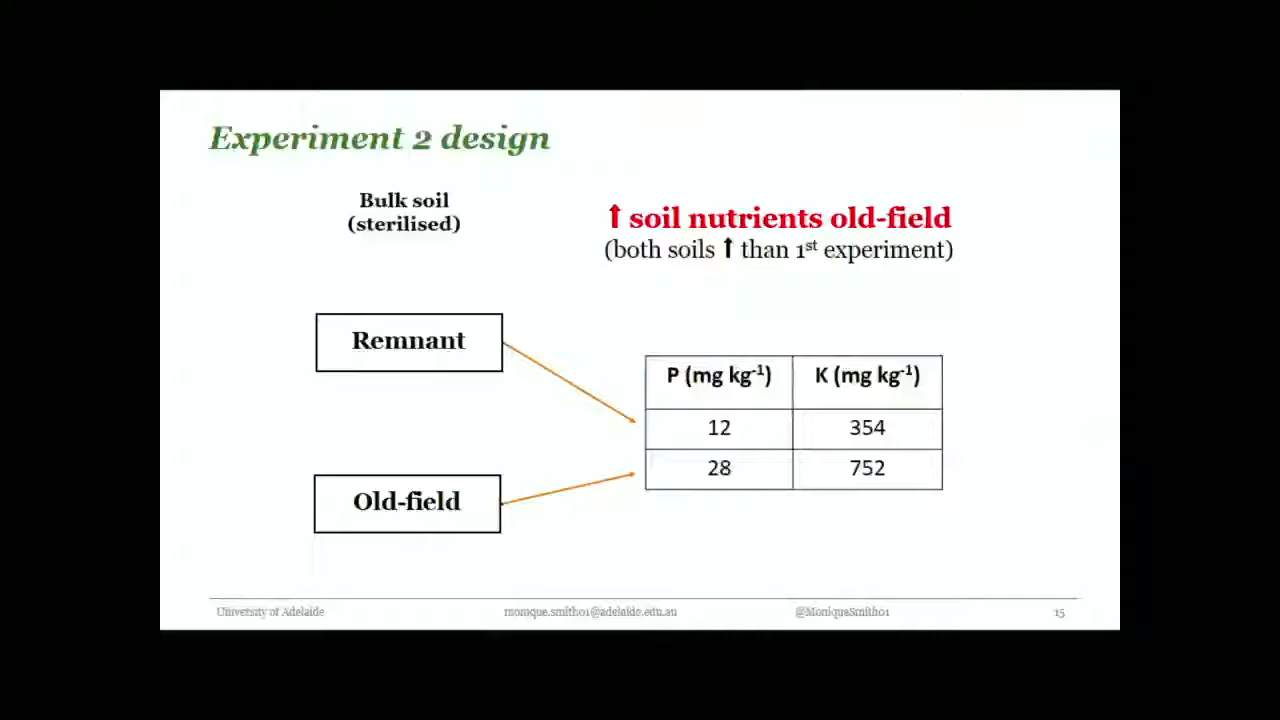 Experiment 2 design
Bulk soil
(sterilised)
⬆ soil nutrients old-field
(both soils ⬆ than 1st experiment)
Remnant
P (mg kg-1) K (mg kg-1)
12 354
28 752
Old-field
University of Adelaide monique.smith01@adelaide.edu.au @MoniqueSmith01 15